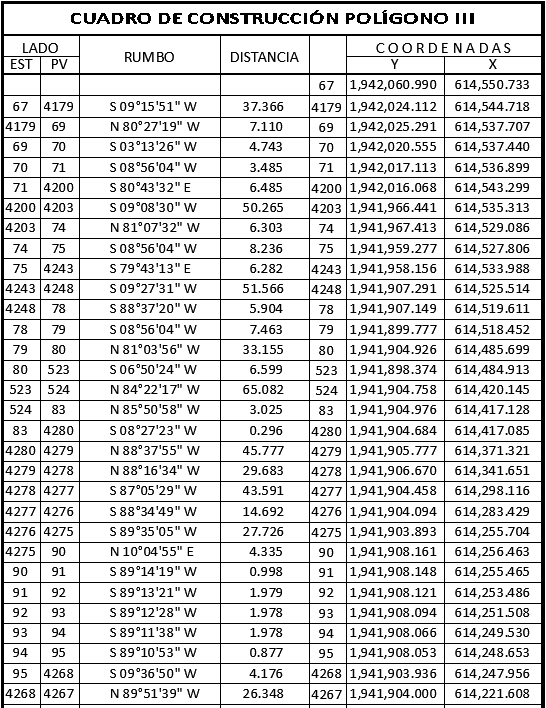 CUADRO DE CONSTRUCCIÓN POLÍGONO III
LADO RUMBO DISTANCIA COORDENADAS
EST PV Y X
67 1,942,060.990 614,550.733
67 4179 S 09°15'51" W 37.366 4179 1,942,024.112 614,544.718
4179 69 N 80°27'19" W 7.110 69 1,942,025.291 614,537.707
69 70 S 03°13'26" W 4.743 70 1,942,020.555 614,537.440
70 71 S 08°56'04" W 3.485 71 1,942,017.113 614,536.899
71 4200 S 80°43'32" E 6.485 4200 1,942,016.068 614,543.299
4200 4203 S 09°08'30" W 50.265 4203 1,941,966.441 614,535.313
4203 74 N 81°07'32" W 6.303 74 1,941,967.413 614,529.086
74 75 S 08°56'04" W 8.236 75 1,941,959.277 614,527.806
75 4243 S 79°43'13" E 6.282 4243 1,941,958.156 614,533.988
4243 4248 S 09°27'31" W 51.566 4248 1,941,907.291 614,525.514
4248 78 S 88°37'20" W 5.904 78 1,941,907.149 614,519.611
78 79 S 08°56'04" W 7.463 79 1,941,899.777 614,518.452
79 80 N 81°03'56" W 33.155 80 1,941,904.926 614,485.699
80 523 S 06°50'24" W 6.599 523 1,941,898.374 614,484.913
523 524 N 84°22'17" W 65.082 524 1,941,904.758 614,420.145
524 83 N 85°50'58" W 3.025 83 1,941,904.976 614,417.128
83 4280 S 08°27'23" W 0.296 4280 1,941,904.684 614,417.085
4280 4279 N 88°37'55" W 45.777 4279 1,941,905.777 614,371.321
4279 4278 N 88°16'34" W 29.683 4278 1,941,906.670 614,341.651
4278 4277 S 87°05'29" W 43.591 4277 1,941,904.458 614,298.116
4277 4276 S 88°34'49" W 14.692 4276 1,941,904.094 614,283.429
4276 4275 S 89°35'05" W 27.726 4275 1,941,903.893 614,255.704
4275 90 N 10°04'55" E 4.335 90 1,941,908.161 614,256.463
90 91 S 89°14'19" W 0.998 91 1,941,908.148 614,255.465
91 92 S 89°13'21" W 1.979 92 1,941,908.121 614,253.486
92 93 S 89°12'28" W 1.978 93 1,941,908.094 614,251.508
93 94 S 89°11'38" W 1.978 94 1,941,908.066 614,249.530
94 95 S 89°10'53" W 0.877 95 1,941,908.053 614,248.653
95 4268 S 09°36'50" W 4.176 4268 1,941,903.936 614,247.956
4268 4267 N 89°51'39" W 26.348 4267 1,941,904.000 614,221.608